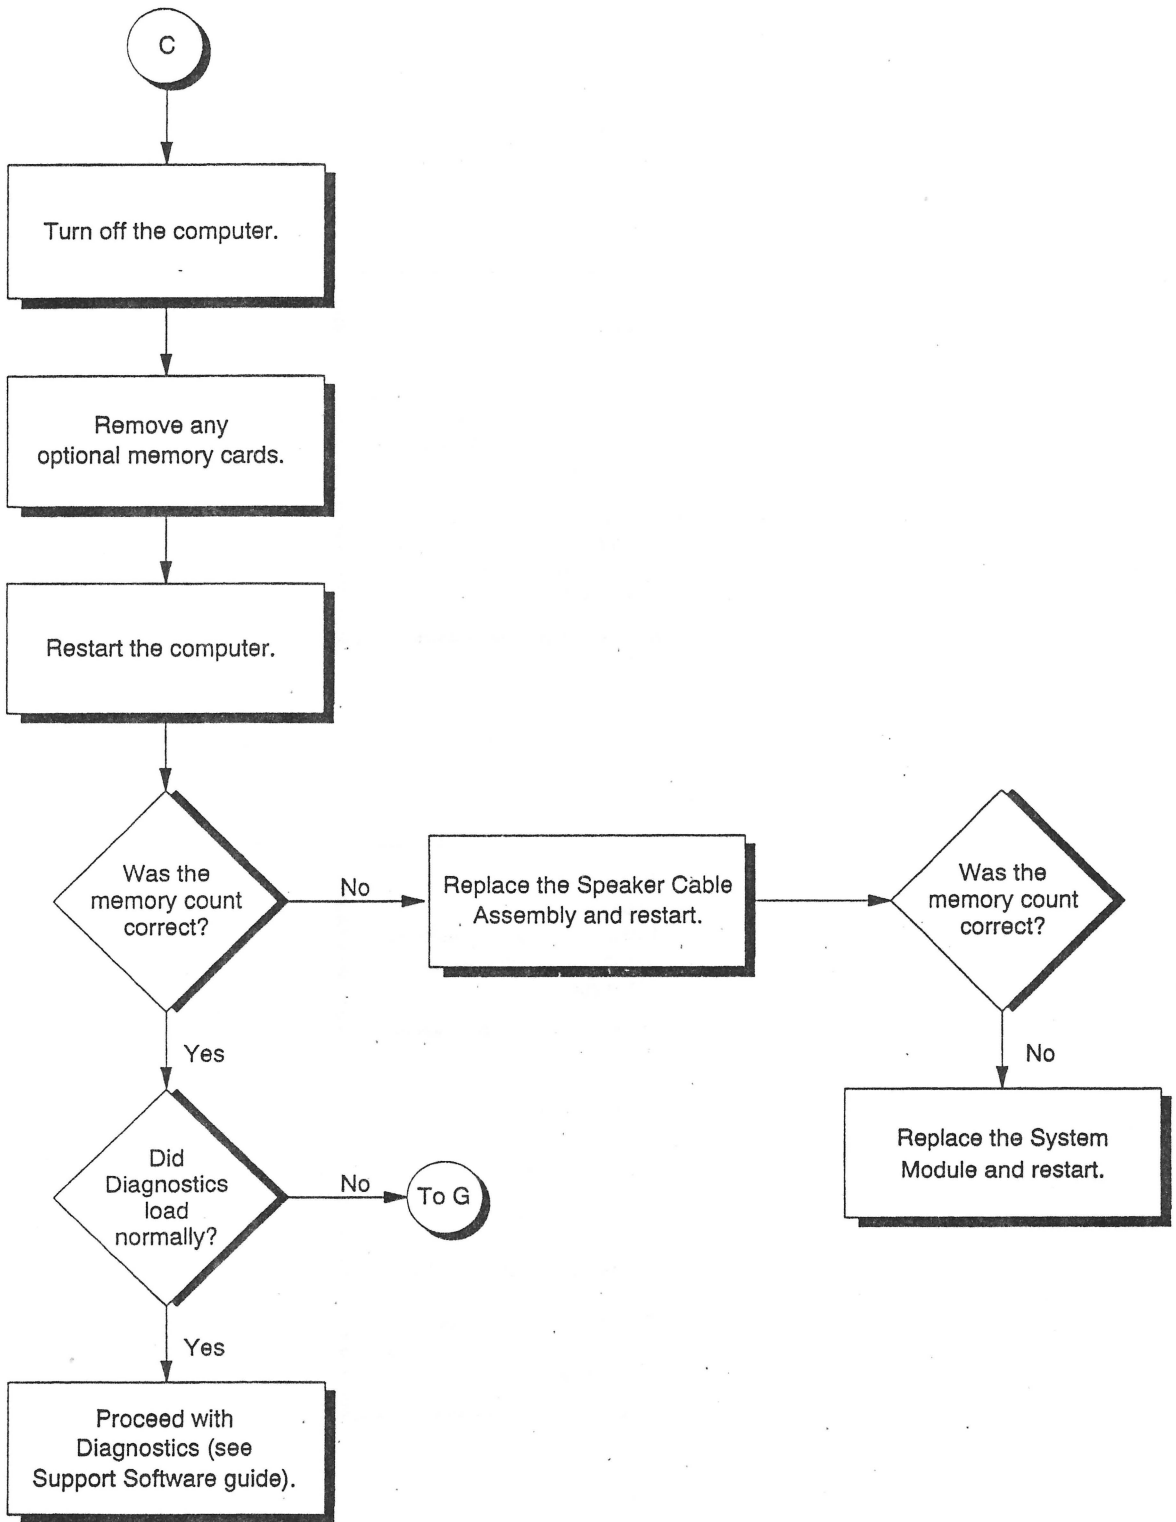 C
Turn off the computer.
Remove any
optional memory cards.
Restart the computer.
Was the
memory count
correct?
No
Replace the Speaker Cable
Assembly and restart.
Was the
memory count
correct?
Yes
No
Did
Diagnostics
load
normally?
No
To G
Replace the System
Module and restart.
Yes
Proceed with
Diagnostics (see
Support Software guide).